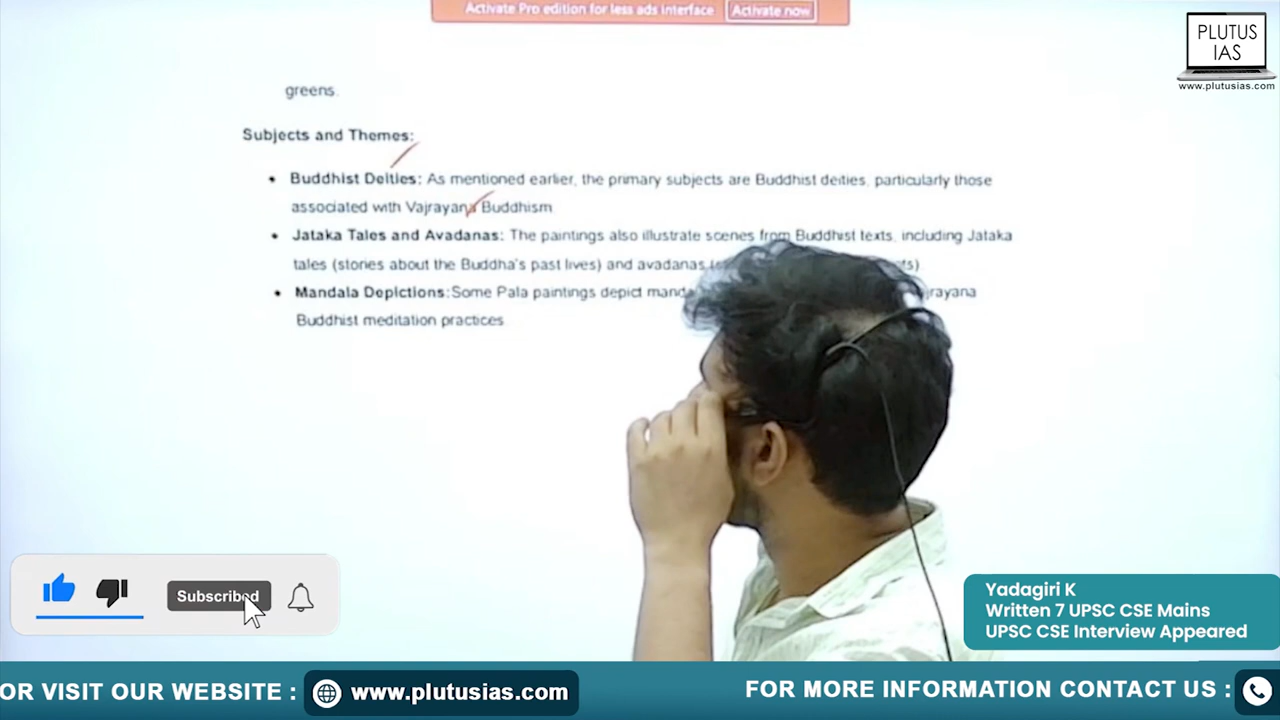 Activate Pro edition for less ads interface Activate now
PLUTUS
IAS
www.plutusias.com
greens.
Subjects and Themes:
• Buddhist Deities: As mentioned earlier, the primary subjects are Buddhist deities, particularly those
associated with Vajrayana Buddhism
• Jataka Tales and Avadanas: The paintings also illustrate scenes from Buddhist texts, including Jataka
tales (stories about the Buddha's past lives) and avadanas
• Mandala Depictions: Some Pala paintings depict
Buddhist meditation practices
Subscribed
Yadagiri K
Written 7 UPSC CSE Mains
UPSC CSE Interview Appeared
OR VISIT OUR WEBSITE : www.plutusias.com FOR MORE INFORMATION CONTACT US :